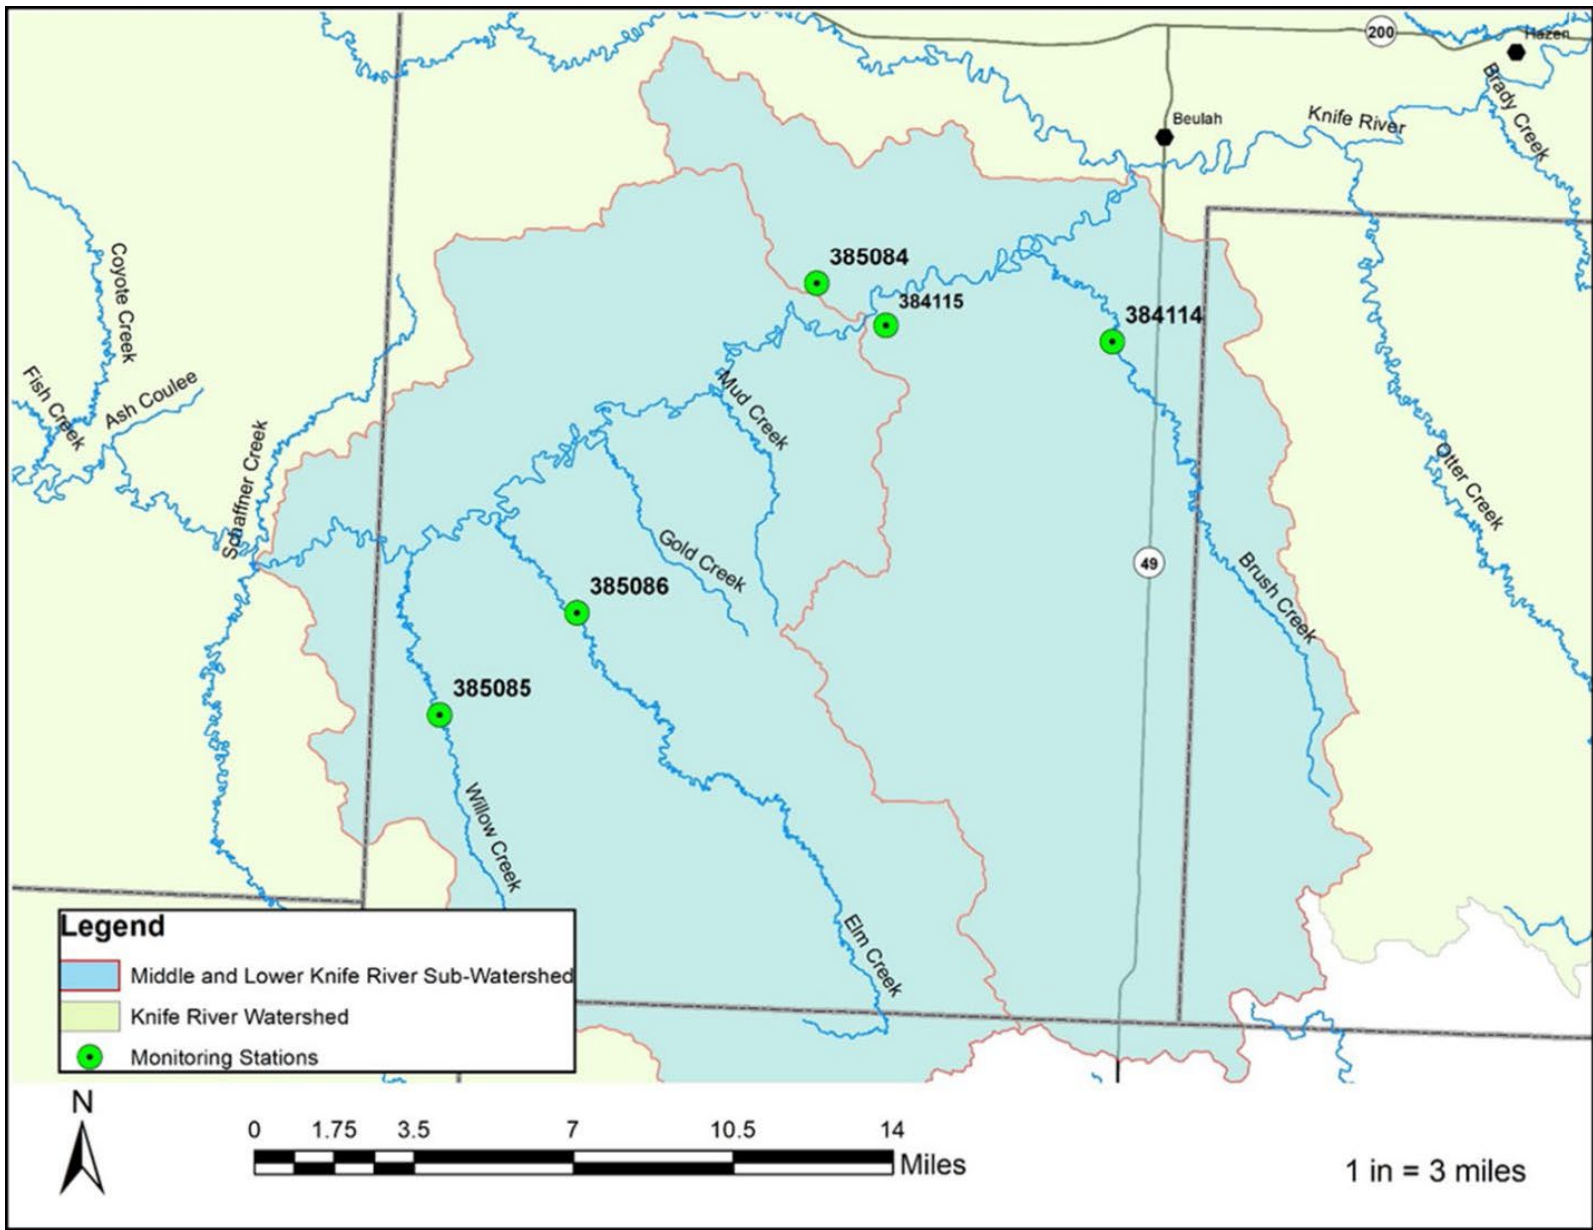 200
Hazen
Brady Creek
Knife River
Beulah
Coyote Creek
385084
384115
384114
Fish Creek
Ash Coulee
Mud Creek
Schaffner Creek
Otter Creek
Gold Creek
49
Brush Creek
385086
385085
Willow Creek
Elm Creek
Legend
Middle and Lower Knife River Sub-Watershed
Knife River Watershed
Monitoring Stations
N
0 1.75 3.5 7 10.5 14
Miles
1 in = 3 miles